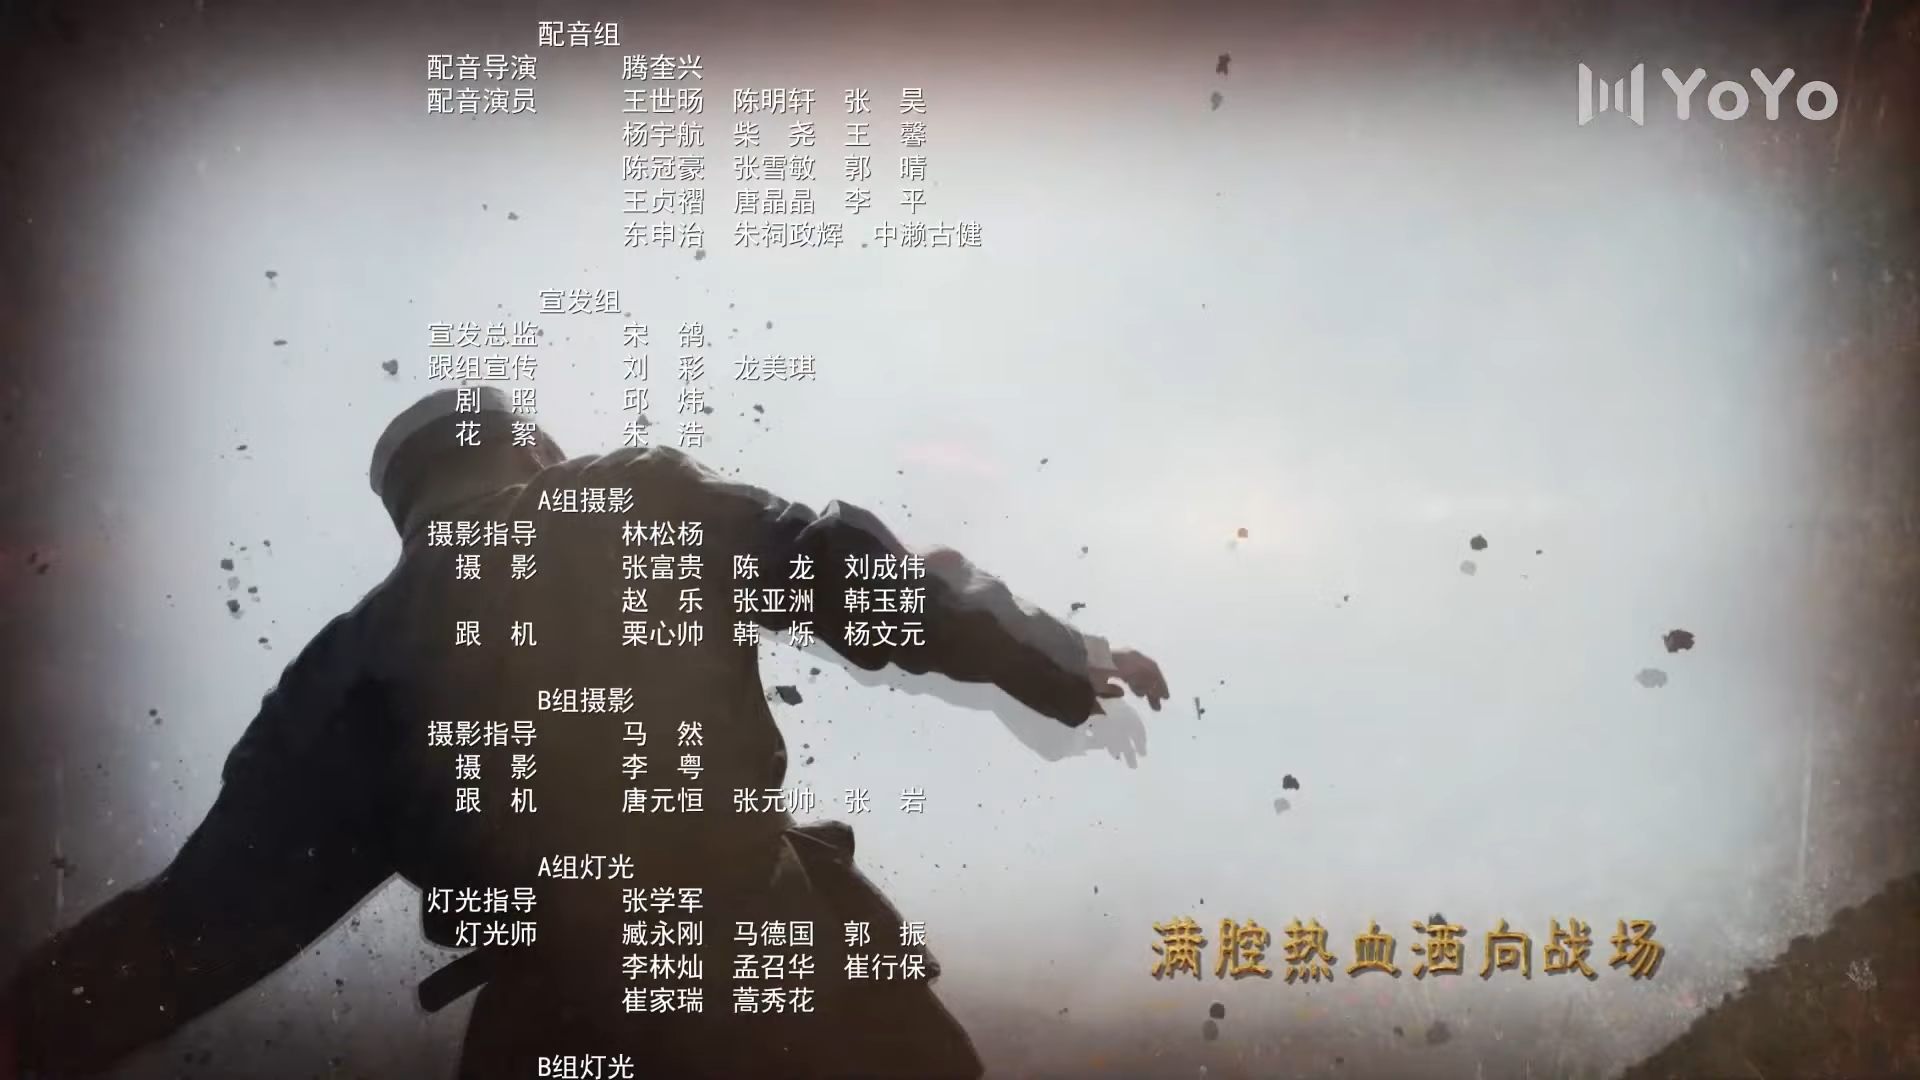 配音组
配音导演 腾奎兴
配音演员 王世旸 陈明轩 张 昊
杨宇航 柴 尧 王 馨
陈冠豪 张雪敏 郭 晴
王贞褶 唐晶晶 李 平
东申治 朱祠政辉 中濑古健
宣发组
宣发总监 宋 鸽
跟组宣传 刘 彩 龙美琪
剧 照 邱 炜
花 絮 朱 浩
A组摄影
摄影指导 林松杨
摄 影 张富贵 陈 龙 刘成伟
赵 乐 张亚洲 韩玉新
跟 机 栗心帅 韩 烁 杨文元
B组摄影
摄影指导 马 然
摄 影 李 粤
跟 机 唐元恒 张元帅 张 岩
A组灯光
灯光指导 张学军
灯光师 臧永刚 马德国 郭 振
李林灿 孟召华 崔行保
崔家瑞 蒿秀花
B组灯光
YoYo
满腔热血洒向战场